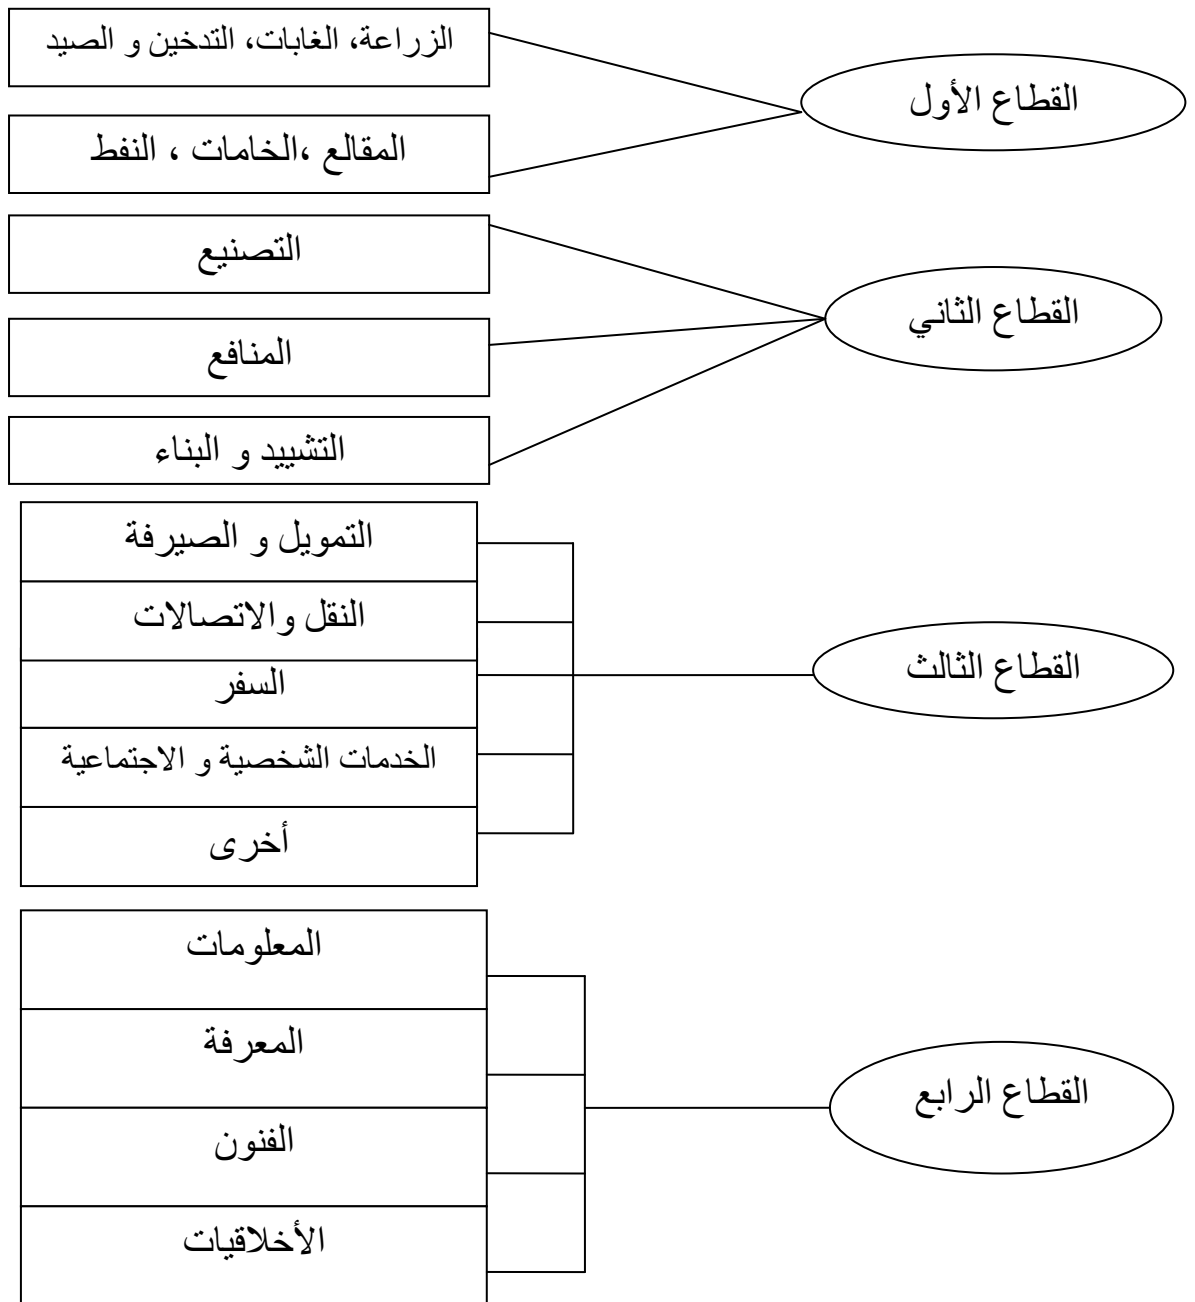 القطاع الأول
الزراعة، الغابات، التدخين و الصيد
المقالع ،الخامات ، النفط
القطاع الثاني
التصنيع
المنافع
التشييد و البناء
القطاع الثالث
التمويل و الصيرفة
النقل والاتصالات
السفر
الخدمات الشخصية و الاجتماعية
أخرى
القطاع الرابع
المعلومات
المعرفة
الفنون
الأخلاقيات